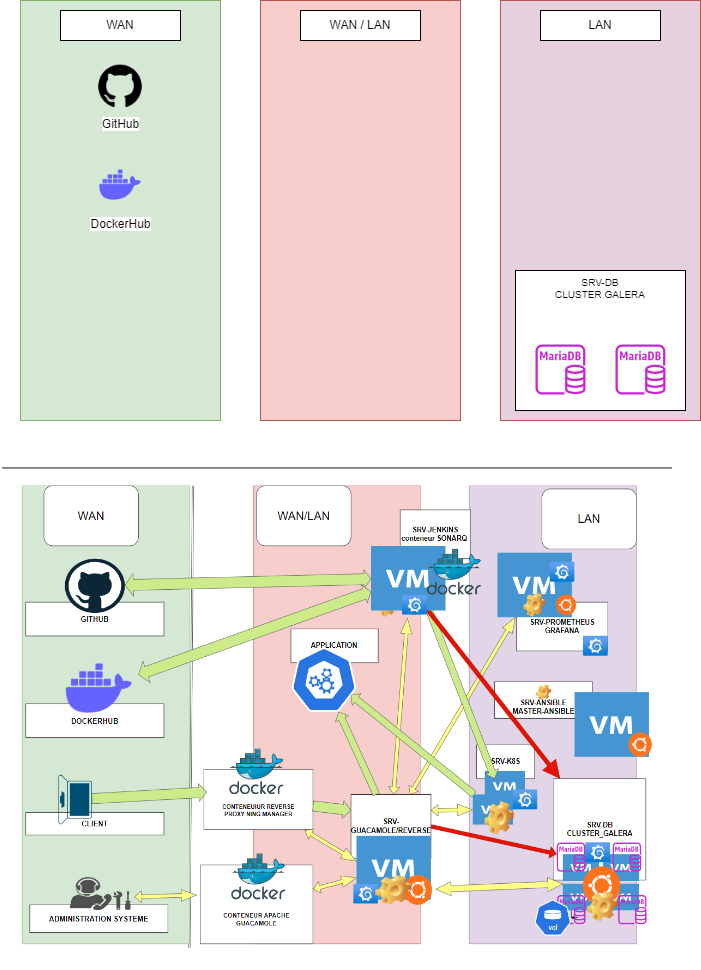 WAN
WAN / LAN
LAN
GitHub
DockerHub
SRV-DB
CLUSTER GALERA
MariaDB
MariaDB
WAN
WAN/LAN
LAN
SRV-JENKINS
conteneur SONARQ
VM
docker
VM
GITHUB
SRV-PROMETHEUS
GRAFANA
APPLICATION
SRV-ANSIBLE
MASTER-ANSIBLE
VM
DOCKERHUB
SRV-K8S
docker
VM
CONTENEUUR REVERSE
PROXY NING MANAGER
CLIENT
SRV-
GUACAMOLE/REVERSE
SRV-DB
CLUSTER_GALERA
MariaDB
MariaDB
VM
docker
CONTENEUR APACHE
GUACAMOLE
ADMINISTRATION SYSTEME
vol